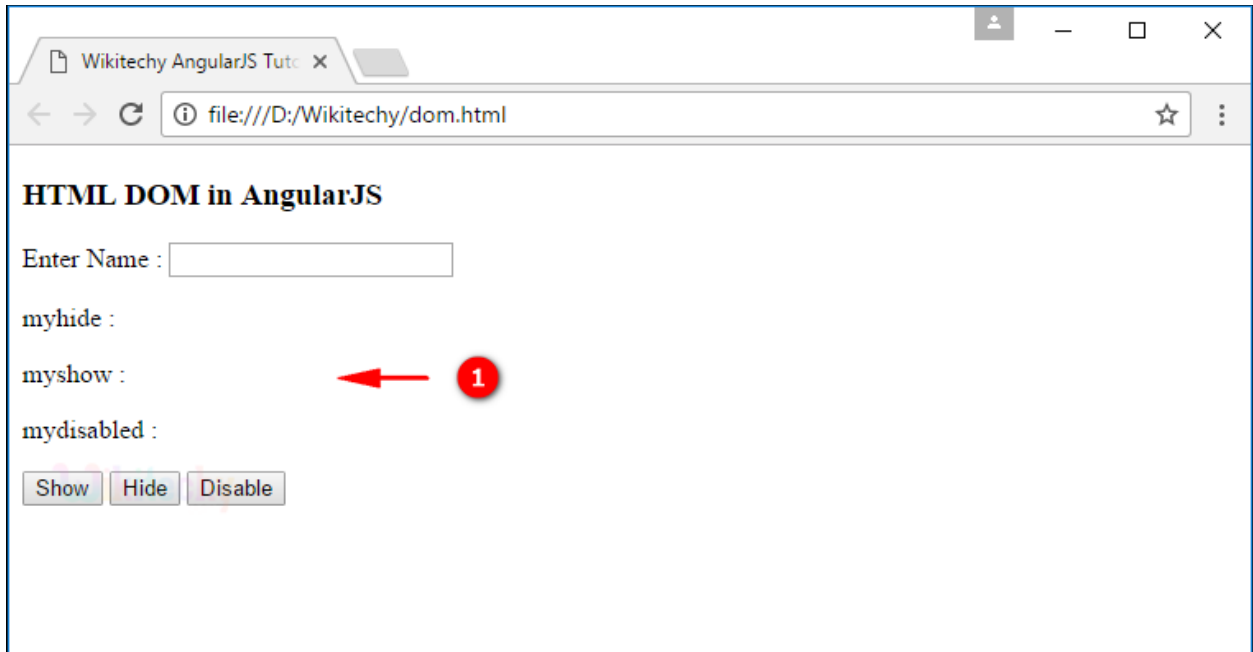 Wikitechy AngularJS Tuto
file:///D:/Wikitechy/dom.html
HTML DOM in AngularJS
Enter Name :
myhide :
myshow :
1
mydisabled :
Show Hide Disable